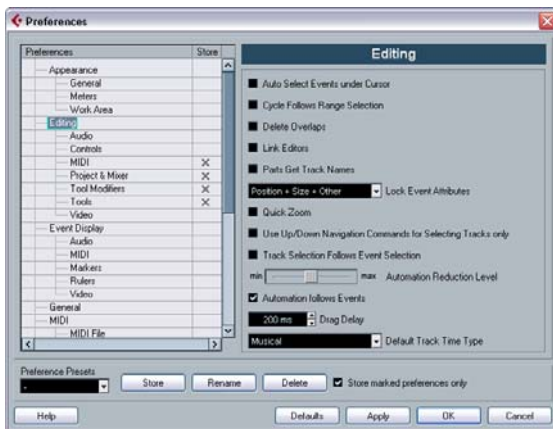 Preferences
Preferences Store
Appearance
General
Meters
Work Area
Editing
Audio
Controls
MIDI X
Project & Mixer X
Tool Modifiers X
Tools X
Video
Event Display
Audio
MIDI
Markers
Rulers
Video
General
MIDI
MIDI File
Editing
Auto Select Events under Cursor
Cycle Follows Range Selection
Delete Overlaps
Link Editors
Parts Get Track Names
Position + Size + Other Lock Event Attributes
Quick Zoom
Use Up/Down Navigation Commands for Selecting Tracks only
Track Selection Follows Event Selection
min max Automation Reduction Level
Automation follows Events
200 ms Drag Delay
Musical Default Track Time Type
Preference Presets
- Store Rename Delete Store marked preferences only
Help Defaults Apply OK Cancel